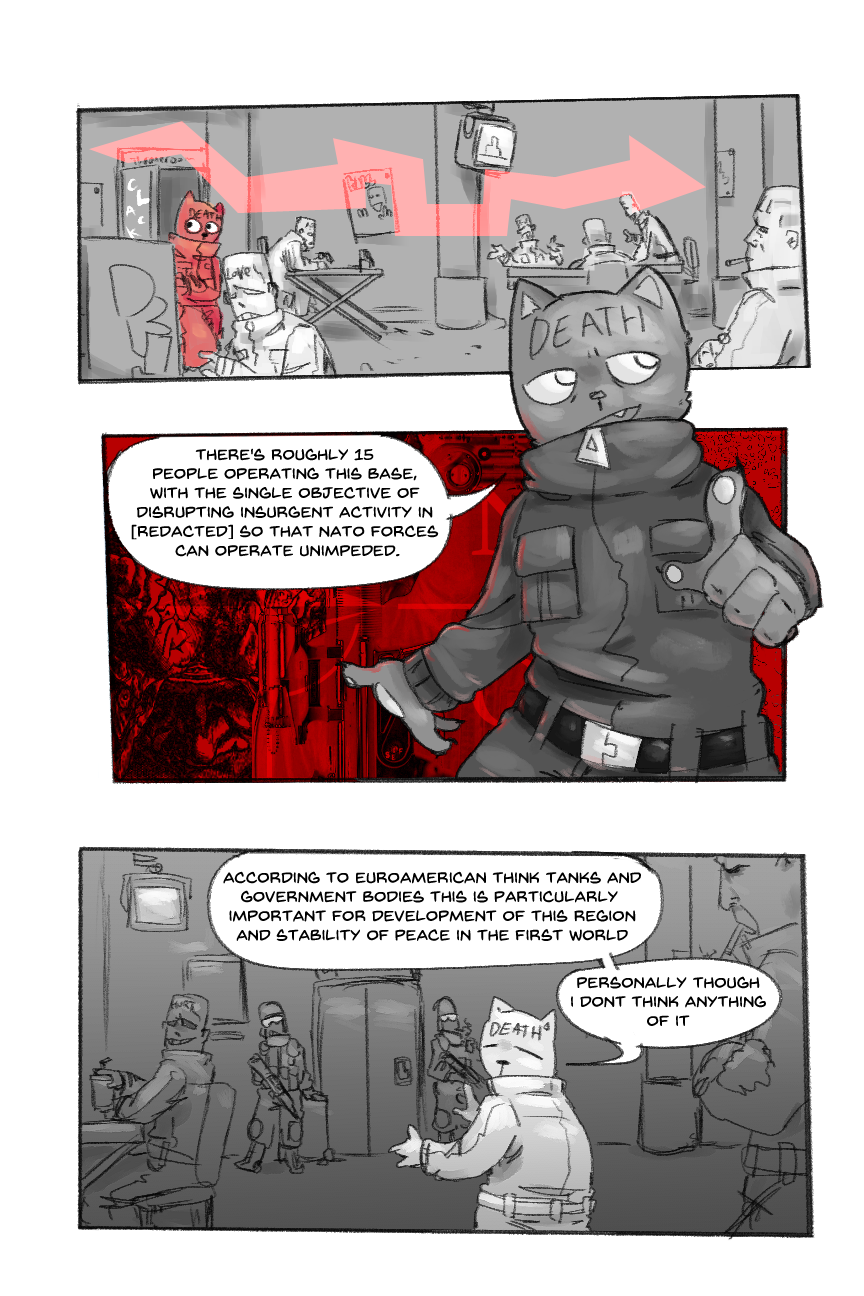 CLACK
DEATH
LOVE
DEATH
THERE'S ROUGHLY 15
PEOPLE OPERATING THIS BASE,
WITH THE SINGLE OBJECTIVE OF
DISRUPTING INSURGENT ACTIVITY IN
[REDACTED] SO THAT NATO FORCES
CAN OPERATE UNIMPEDED.
ACCORDING TO EUROAMERICAN THINK TANKS AND
GOVERNMENT BODIES THIS IS PARTICULARLY
IMPORTANT FOR DEVELOPMENT OF THIS REGION
AND STABILITY OF PEACE IN THE FIRST WORLD
PERSONALLY THOUGH
I DONT THINK ANYTHING
OF IT
DEATH